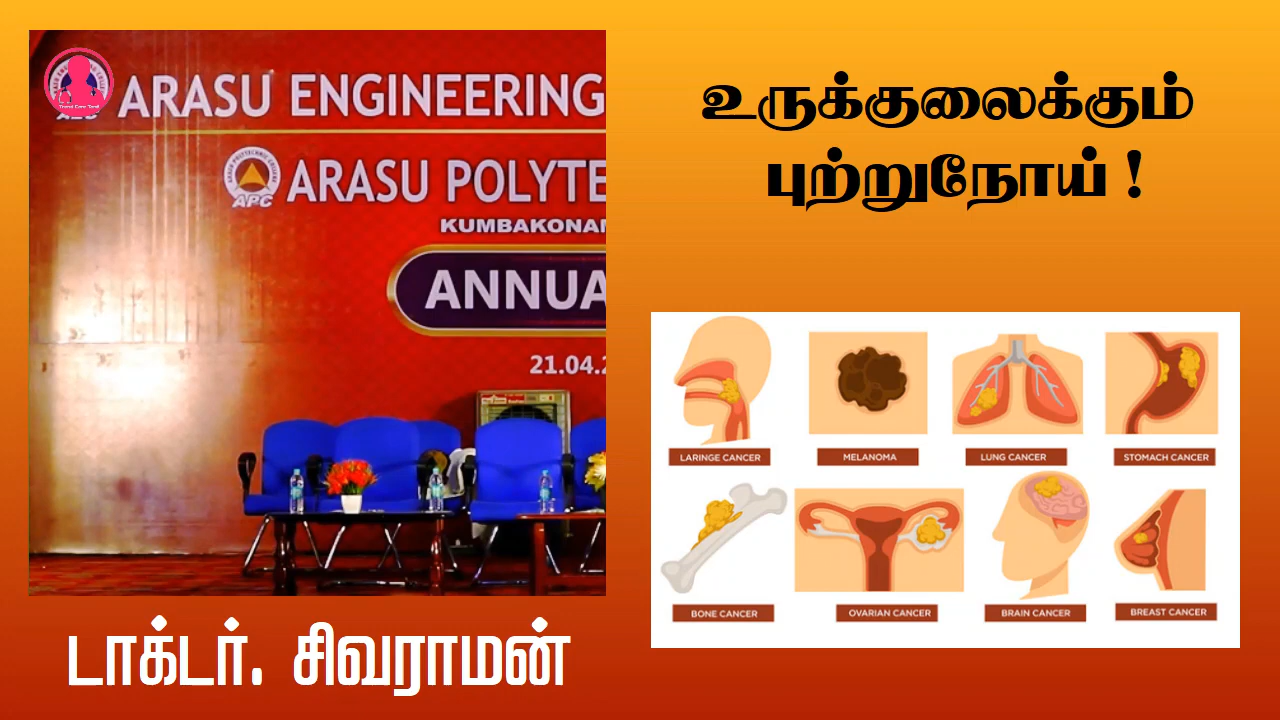 ARASU ENGINEERING
ARASU POLYTE
APC
KUMBAKONAM
ANNUA
21.04.2
டாக்டர். சிவராமன்
உருக்குலைக்கும்
புற்றுநோய் !
LARINGE CANCER
MELANOMA
LUNG CANCER
STOMACH CANCER
BONE CANCER
OVARIAN CANCER
BRAIN CANCER
BREAST CANCER